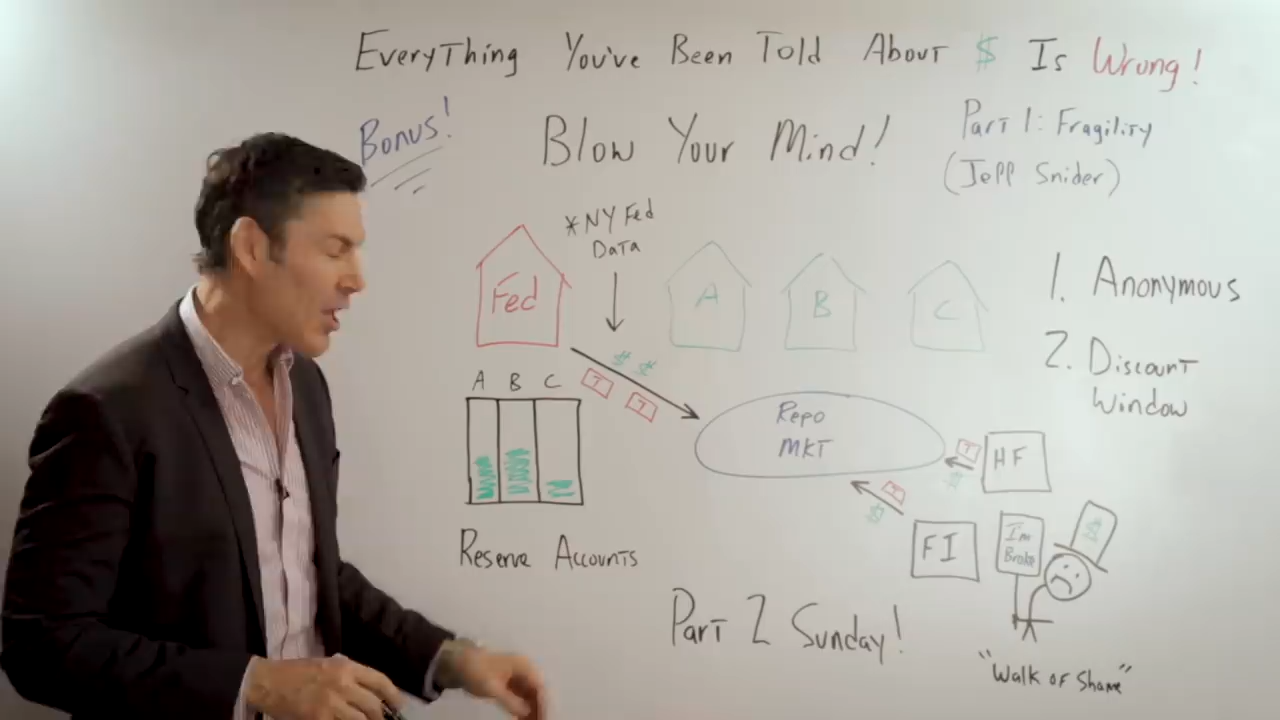 Everything You've Been Told About $ Is Wrong!
Bonus!
Blow Your Mind!
Part 1: Fragility
(Jeff Snider)
*NY Fed
Data
Fed
A
B
C
1. Anonymous
2. Discount
Window
$ $
T
T
A B C
Repo
MKT
T
HF
$
T
$
FI
I'm
Broke
$
Reserve Accounts
Part 2 Sunday!
"Walk of Shame"